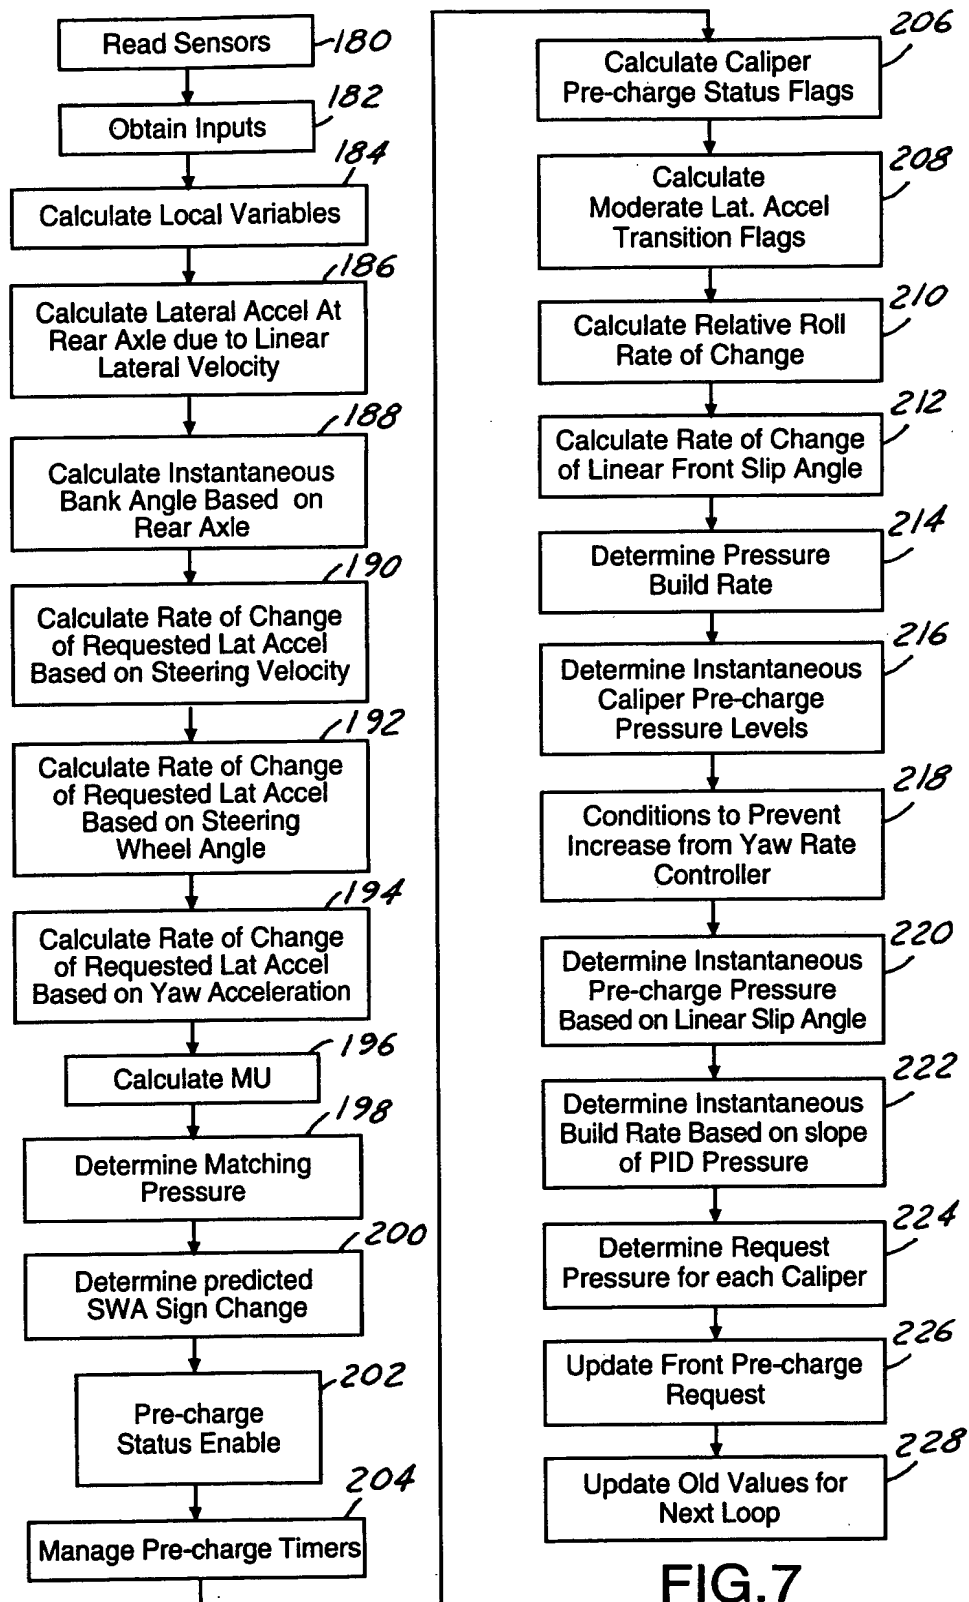 Read Sensors
180
Obtain Inputs
182
Calculate Local Variables
184
Calculate Lateral Accel At
Rear Axle due to Linear
Lateral Velocity
186
Calculate Instantaneous
Bank Angle Based on
Rear Axle
188
Calculate Rate of Change
of Requested Lat Accel
Based on Steering Velocity
190
Calculate Rate of Change
of Requested Lat Accel
Based on Steering
Wheel Angle
192
Calculate Rate of Change
of Requested Lat Accel
Based on Yaw Acceleration
194
Calculate MU
196
Determine Matching
Pressure
198
Determine predicted
SWA Sign Change
200
Pre-charge
Status Enable
202
Manage Pre-charge Timers
204
Calculate Caliper
Pre-charge Status Flags
206
Calculate
Moderate Lat. Accel
Transition Flags
208
Calculate Relative Roll
Rate of Change
210
Calculate Rate of Change
of Linear Front Slip Angle
212
Determine Pressure
Build Rate
214
Determine Instantaneous
Caliper Pre-charge
Pressure Levels
216
Conditions to Prevent
Increase from Yaw Rate
Controller
218
Determine Instantaneous
Pre-charge Pressure
Based on Linear Slip Angle
220
Determine Instantaneous
Build Rate Based on slope
of PID Pressure
222
Determine Request
Pressure for each Caliper
224
Update Front Pre-charge
Request
226
Update Old Values for
Next Loop
228
FIG.7